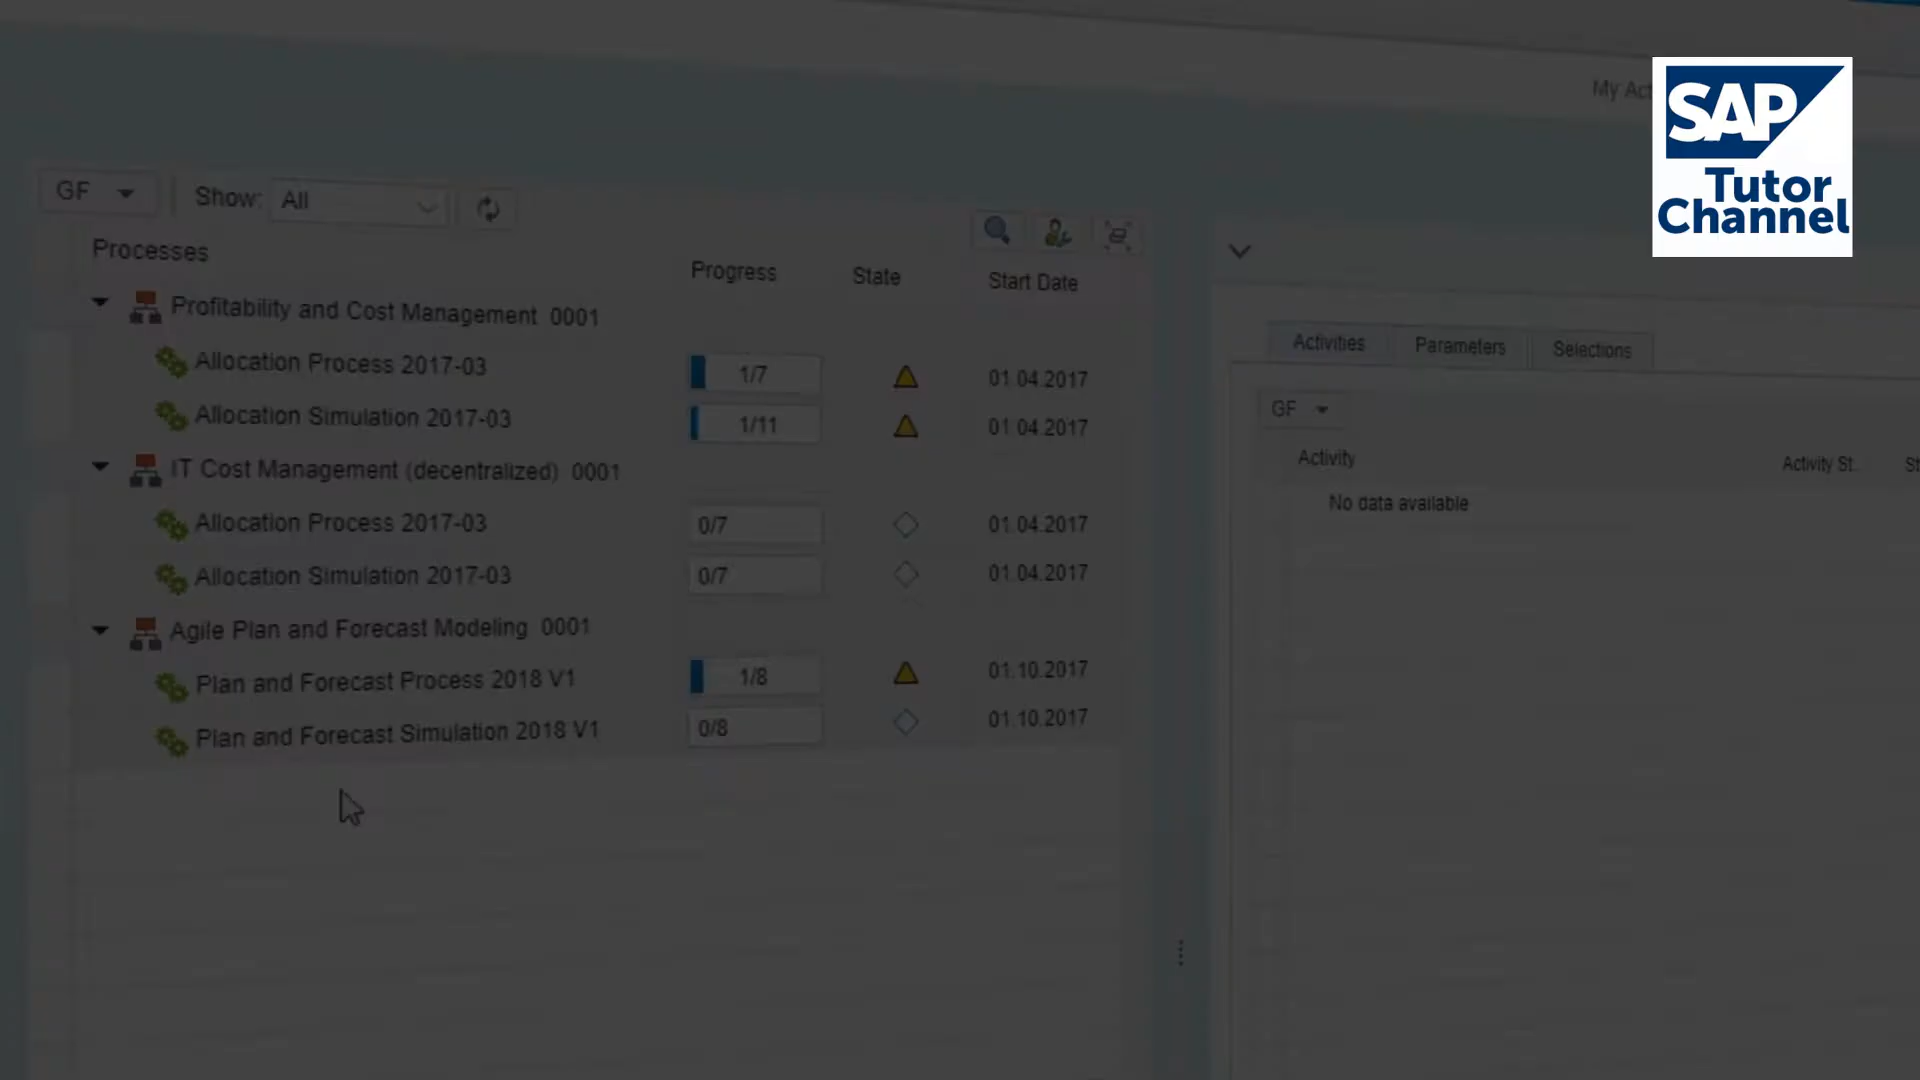 My Act
SAP
Tutor
Channel
GF
Show: All
Processes
Progress
State
Start Date
Profitability and Cost Management 0001
Allocation Process 2017-03
1/7
01.04.2017
Allocation Simulation 2017-03
1/11
01.04.2017
IT Cost Management (decentralized) 0001
Allocation Process 2017-03
0/7
01.04.2017
Allocation Simulation 2017-03
0/7
01.04.2017
Agile Plan and Forecast Modeling 0001
Plan and Forecast Process 2018 V1
1/8
01.10.2017
Plan and Forecast Simulation 2018 V1
0/8
01.10.2017
Activities
Parameters
Selections
GF
Activity
Activity St..
St
No data available